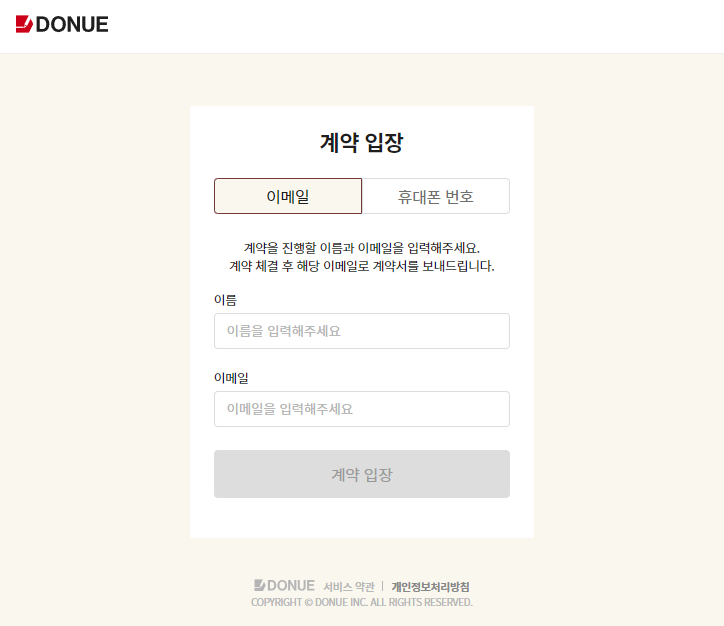 DONUE
계약 입장
이메일
휴대폰 번호
계약을 진행할 이름과 이메일을 입력해주세요.
계약 체결 후 해당 이메일로 계약서를 보내드립니다.
이름
이름을 입력해주세요
이메일
이메일을 입력해주세요
계약 입장
DONUE 서비스 약관 | 개인정보처리방침
COPYRIGHT © DONUE INC. ALL RIGHTS RESERVED.